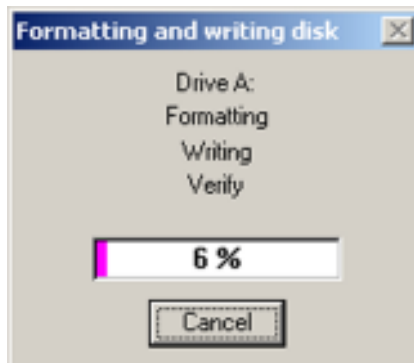 Formatting and writing disk
Drive A:
Formatting
Writing
Verify
6 %
Cancel